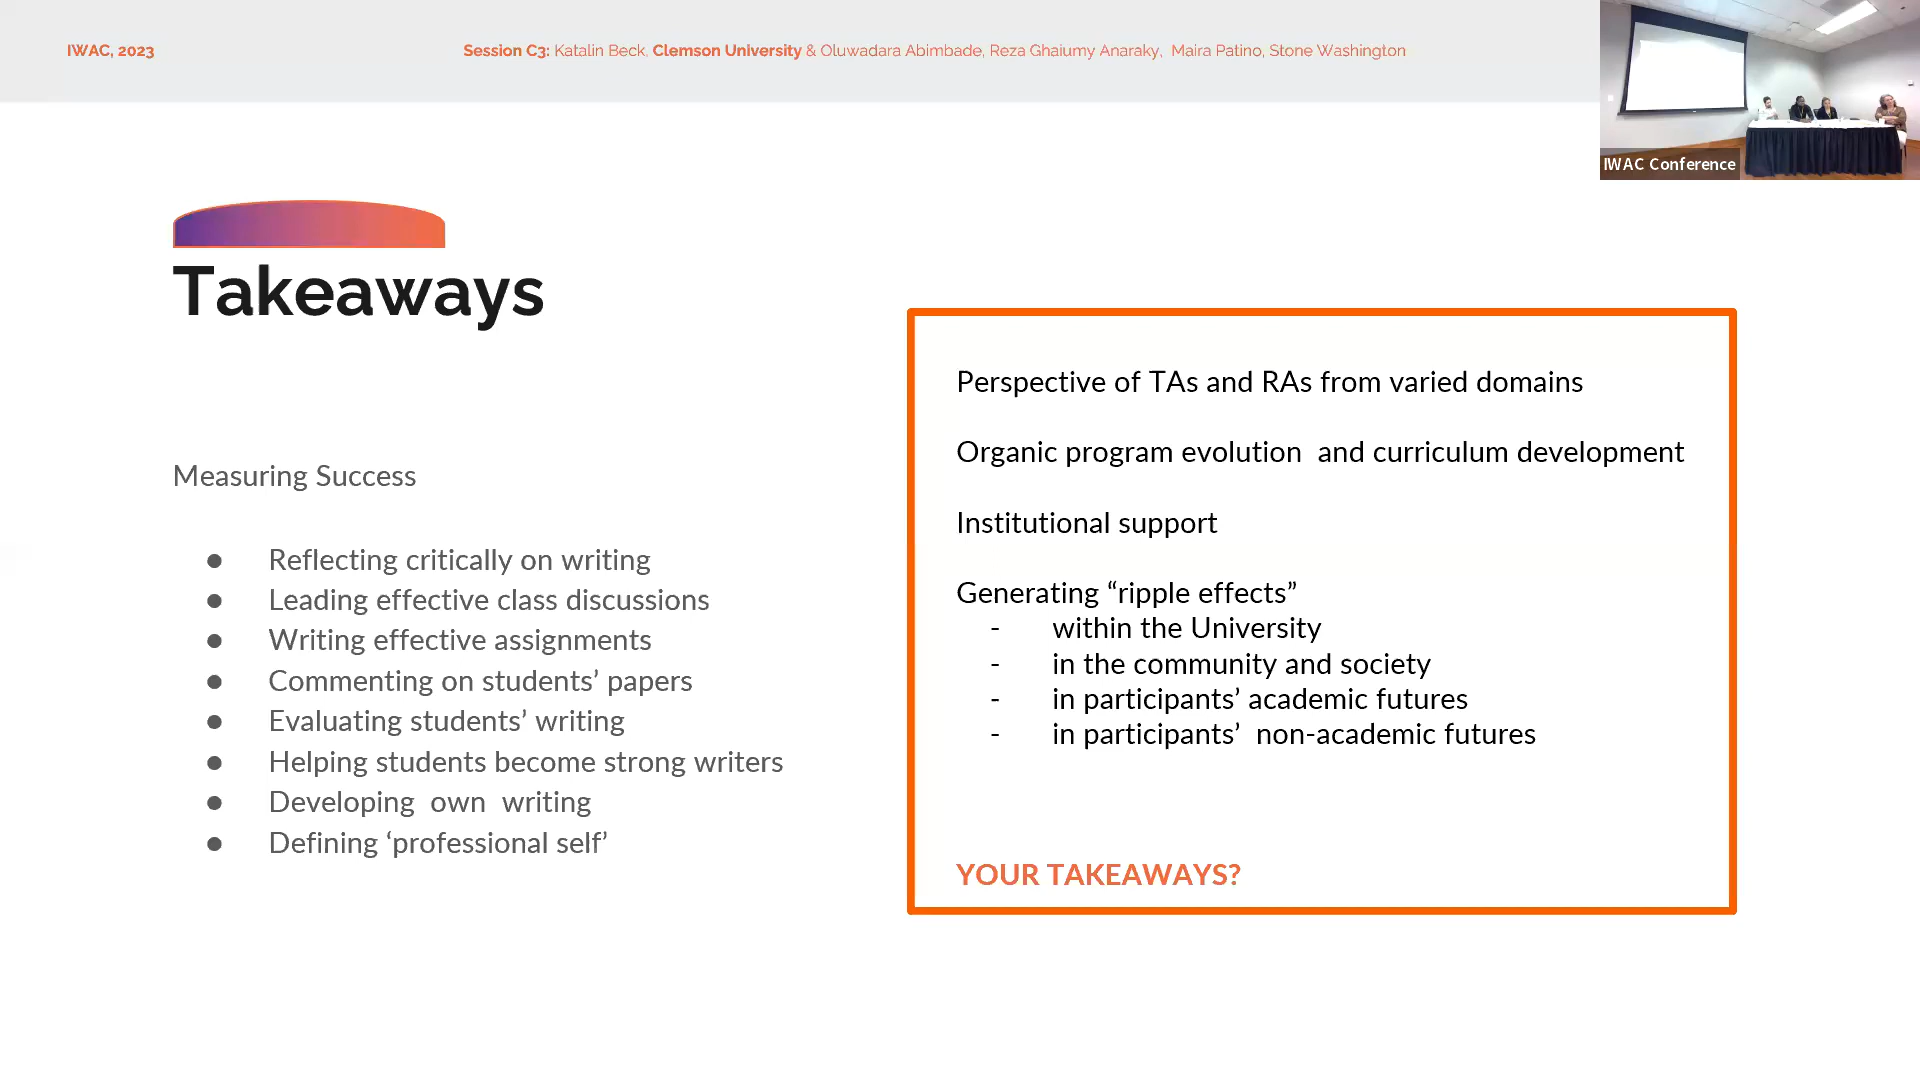 IWAC, 2023
Session C3: Katalin Beck, Clemson University & Oluwadara Abimbade, Reza Ghaiumy Anaraky, Maira Patino, Stone Washington
IWAC Conference
Takeaways
Measuring Success
● Reflecting critically on writing
● Leading effective class discussions
● Writing effective assignments
● Commenting on students’ papers
● Evaluating students’ writing
● Helping students become strong writers
● Developing own writing
● Defining ‘professional self’
Perspective of TAs and RAs from varied domains
Organic program evolution and curriculum development
Institutional support
Generating “ripple effects”
- within the University
- in the community and society
- in participants’ academic futures
- in participants’ non-academic futures
YOUR TAKEAWAYS?